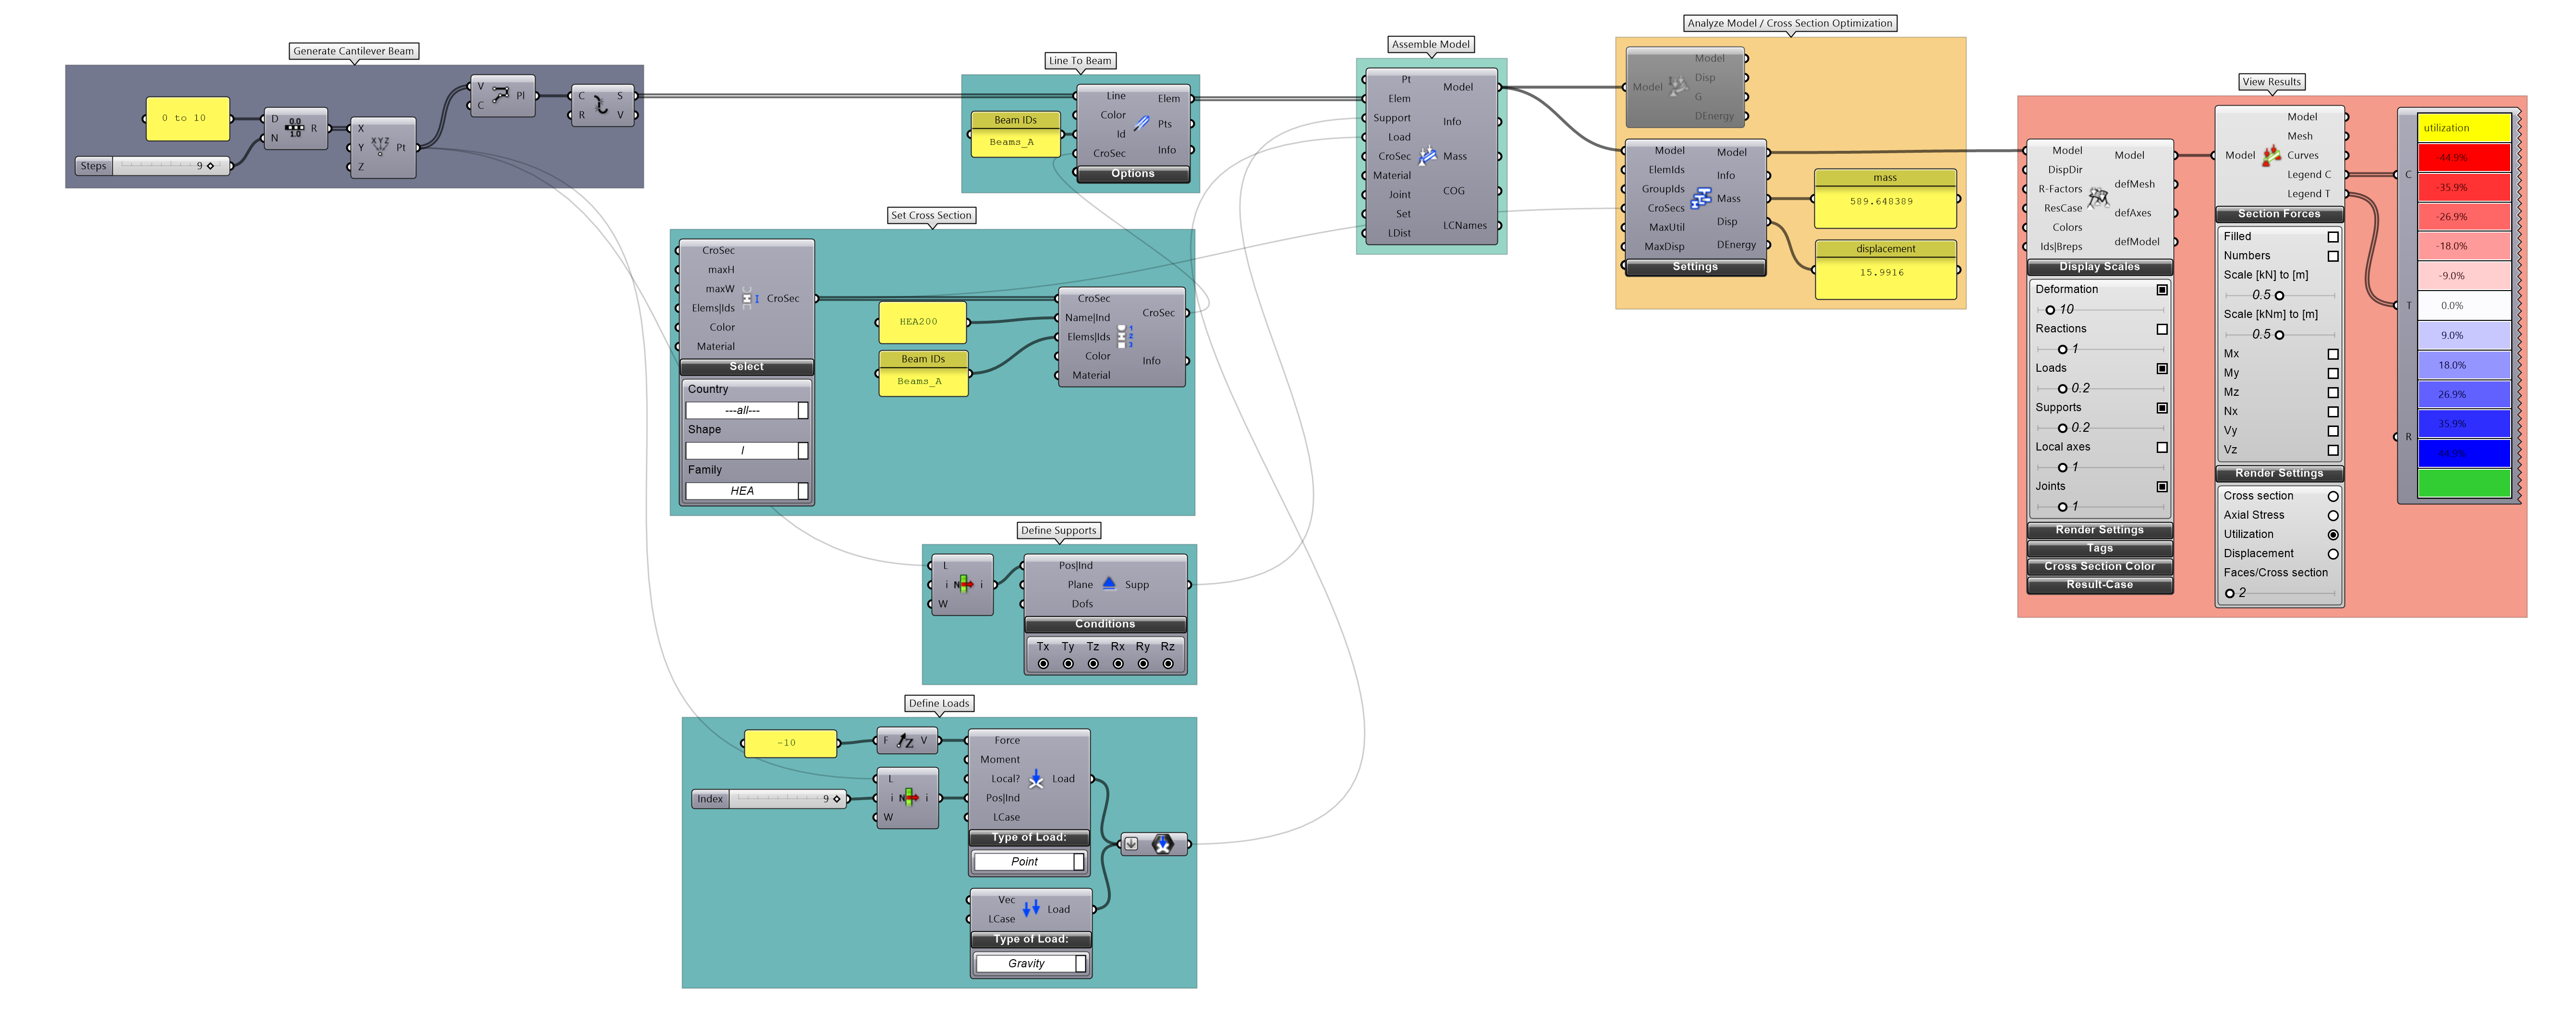 Generate Cantilever Beam
0 to 10
D
N
0.0
1.0
R
Steps
9
X
Y
Z
XYZ
Pt
V
C
Pl
C
R
S
V
Line To Beam
Beam IDs
Beams_A
Line
Color
Id
CroSec
Elem
Pts
Info
Options
Set Cross Section
CroSec
maxH
maxW
Elems|Ids
Color
Material
CroSec
Select
Country
---all---
Shape
I
Family
HEA
HEA200
Beam IDs
Beams_A
CroSec
Name|Ind
Elems|Ids
Color
Material
1
2
3
CroSec
Info
Define Supports
L
i
W
N
i
Pos|Ind
Plane
Dofs
Supp
Conditions
Tx Ty Tz Rx Ry Rz
Define Loads
-10
F
Z
V
Index
9
L
i
W
N
i
Force
Moment
Local?
Pos|Ind
LCase
Load
Type of Load:
Point
Vec
LCase
Load
Type of Load:
Gravity
Assemble Model
Pt
Elem
Support
Load
CroSec
Material
Joint
Set
LDist
Model
Info
Mass
COG
LCNames
Analyze Model / Cross Section Optimization
Model
Model
Disp
G
DEnergy
Model
ElemIds
GroupIds
CroSecs
MaxUtil
MaxDisp
Model
Info
Mass
Disp
DEnergy
Settings
mass
589.648389
displacement
15.9916
View Results
Model
DispDir
R-Factors
ResCase
Colors
Ids|Breps
Model
defMesh
defAxes
defModel
Display Scales
Deformation
10
Reactions
1
Loads
0.2
Supports
0.2
Local axes
1
Joints
1
Render Settings
Tags
Cross Section Color
Result-Case
Model
Model
Mesh
Curves
Legend C
Legend T
Section Forces
Filled
Numbers
Scale [kN] to [m]
0.5
Scale [kNm] to [m]
0.5
Mx
My
Mz
Nx
Vy
Vz
Render Settings
Cross section
Axial Stress
Utilization
Displacement
Faces/Cross section
2
C
T
R
utilization
-44.9%
-35.9%
-26.9%
-18.0%
-9.0%
0.0%
9.0%
18.0%
26.9%
35.9%
44.9%